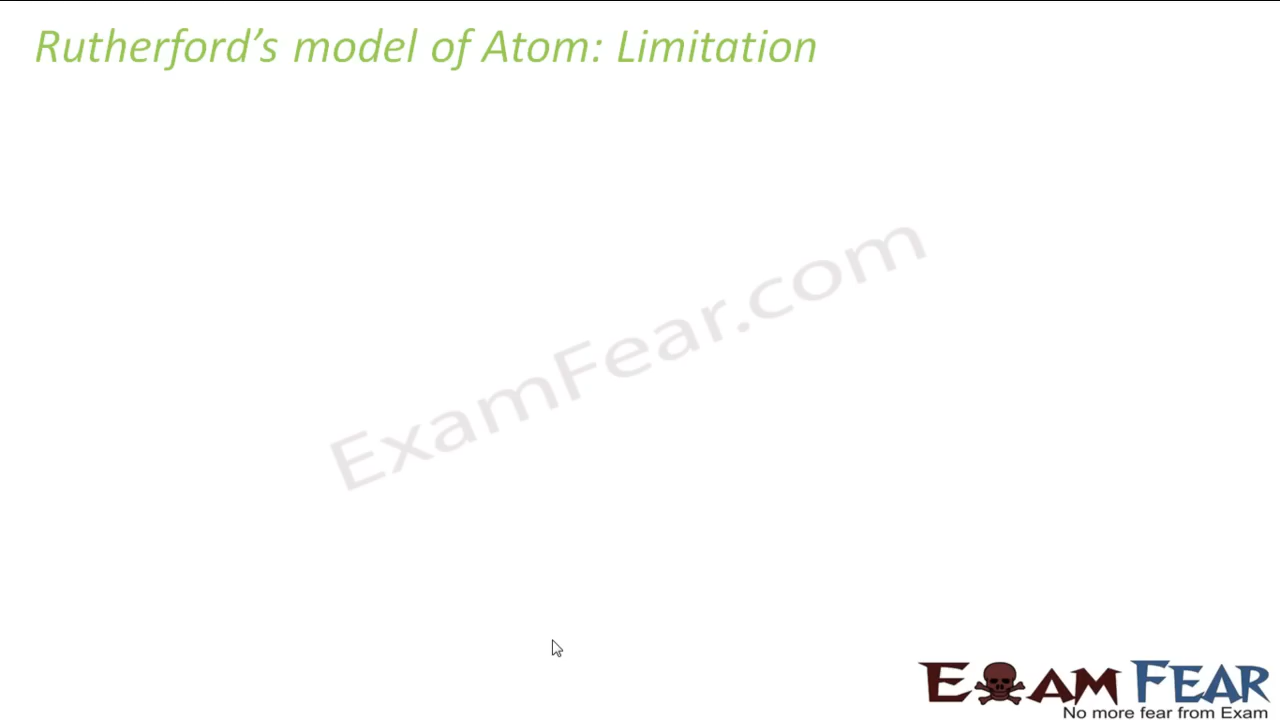 Rutherford’s model of Atom: Limitation
ExamFear.com
EXAM FEAR
No more fear from Exam